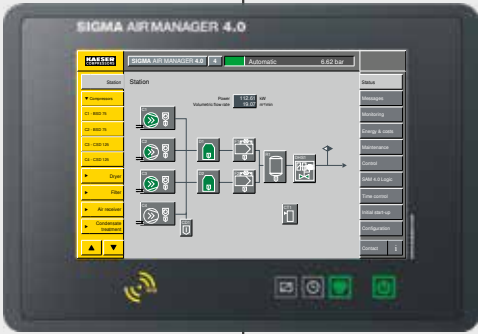 SIGMA AIR MANAGER 4.0
KAESER
COMPRESSORS
SIGMA AIR MANAGER 4.0
4
Automatic
6.62 bar
Station
Station
Status
Power 112.61 kW
Volumetric flow rate 19.07 m³/min
▼ Compressors
C1 - BSD 75
C2 - BSD 75
C3 - CSD 125
C4 - CSD 125
► Dryer
► Filter
► Air receiver
► Condensate
treatment
▲ ▼
Messages
Monitoring
Energy & costs
Maintenance
Control
SAM 4.0 Logic
Time control
Initial start-up
Configuration
Contact i